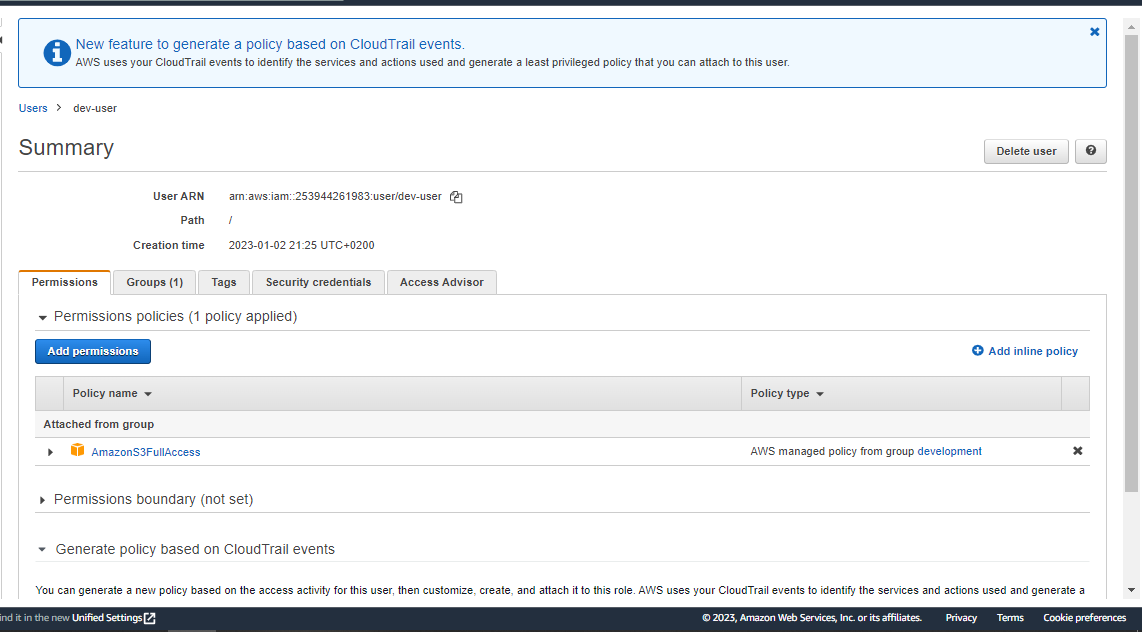 New feature to generate a policy based on CloudTrail events.
AWS uses your CloudTrail events to identify the services and actions used and generate a least privileged policy that you can attach to this user.
Users > dev-user
Summary
Delete user
User ARN arn:aws:iam::253944261983:user/dev-user
Path /
Creation time 2023-01-02 21:25 UTC+0200
Permissions Groups (1) Tags Security credentials Access Advisor
Permissions policies (1 policy applied)
Add permissions Add inline policy
Policy name Policy type
Attached from group
AmazonS3FullAccess AWS managed policy from group development
Permissions boundary (not set)
Generate policy based on CloudTrail events
You can generate a new policy based on the access activity for this user, then customize, create, and attach it to this role. AWS uses your CloudTrail events to identify the services and actions used and generate a
ind it in the new Unified Settings © 2023, Amazon Web Services, Inc. or its affiliates. Privacy Terms Cookie preferences